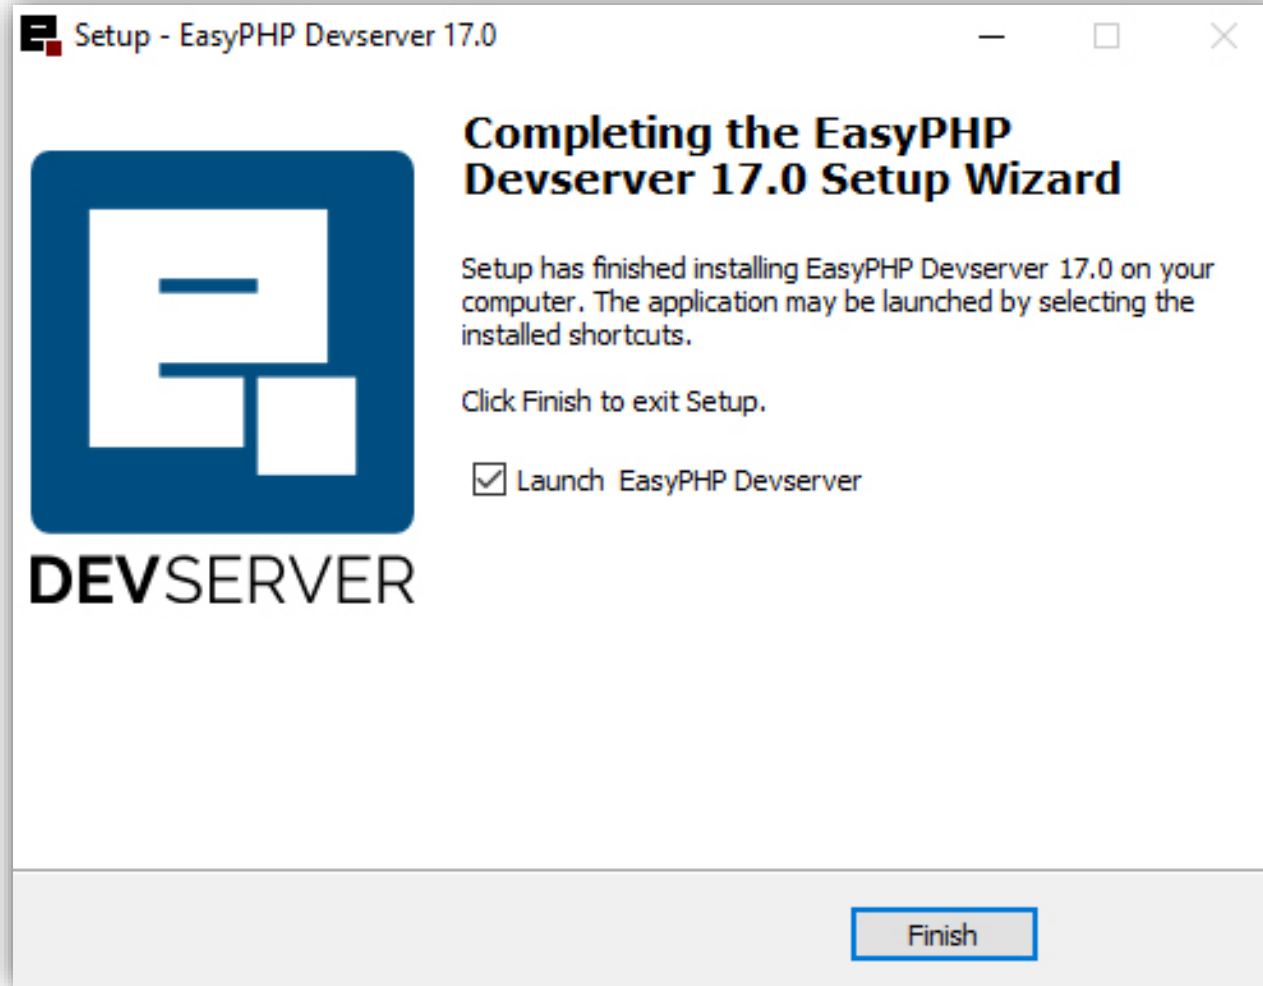 Setup - EasyPHP Devserver 17.0
Completing the EasyPHP
Devserver 17.0 Setup Wizard
Setup has finished installing EasyPHP Devserver 17.0 on your
computer. The application may be launched by selecting the
installed shortcuts.
Click Finish to exit Setup.
Launch EasyPHP Devserver
DEVSERVER
Finish